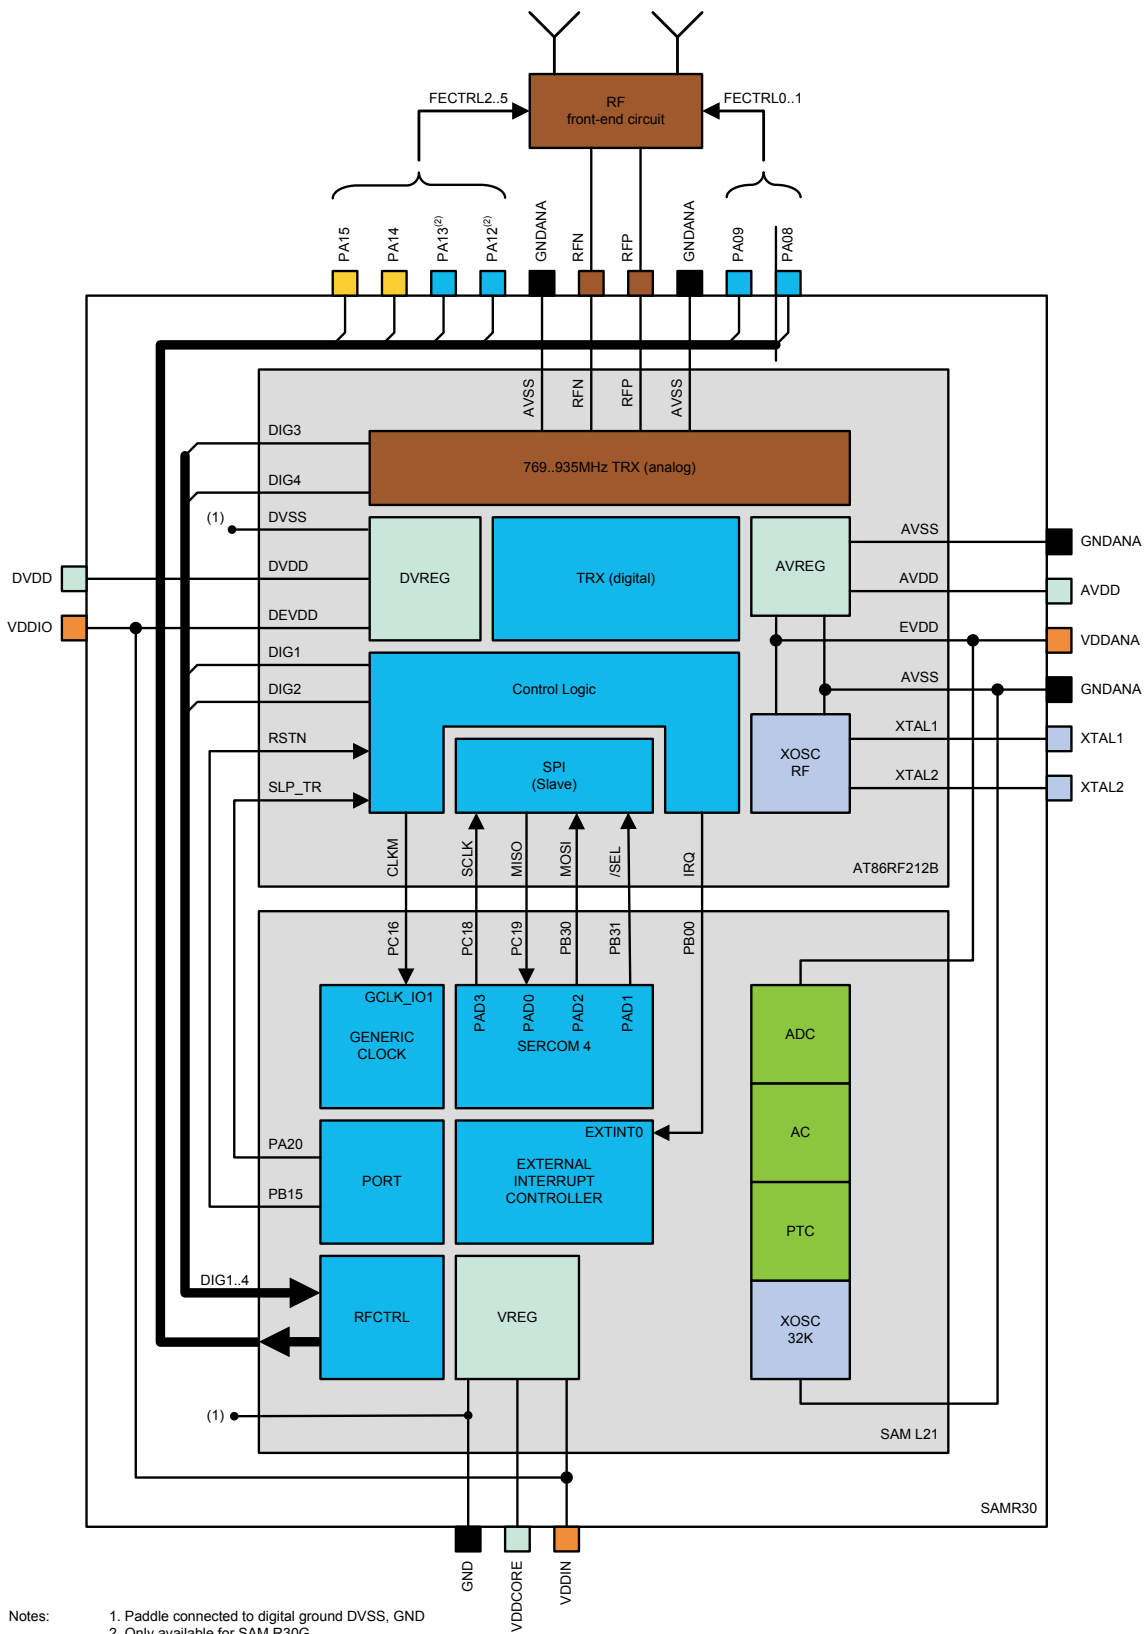 RF
front-end circuit
FECTRL2..5
FECTRL0..1
PA15
PA14
PA13(2)
PA12(2)
GNDANA
RFN
RFP
GNDANA
PA09
PA08
AVSS
RFN
RFP
AVSS
DIG3
769..935MHz TRX (analog)
DIG4
(1)
DVSS
DVDD
DVDD
DVREG
TRX (digital)
AVREG
AVSS
GNDANA
AVDD
AVDD
VDDIO
DEVDD
EVDD
VDDANA
DIG1
DIG2
Control Logic
AVSS
GNDANA
RSTN
SLP_TR
SPI
(Slave)
XOSC
RF
XTAL1
XTAL1
XTAL2
XTAL2
CLKM
SCLK
MISO
MOSI
/SEL
IRQ
AT86RF212B
PC16
PC18
PC19
PB30
PB31
PB00
GCLK_IO1
GENERIC
CLOCK
PAD3
PAD0
PAD2
PAD1
SERCOM 4
ADC
PA20
PB15
PORT
EXTINT0
EXTERNAL
INTERRUPT
CONTROLLER
AC
PTC
DIG1..4
RFCTRL
VREG
XOSC
32K
(1)
SAM L21
SAMR30
GND
VDDCORE
VDDIN
Notes:
1. Paddle connected to digital ground DVSS, GND
2. Only available for SAM R30G